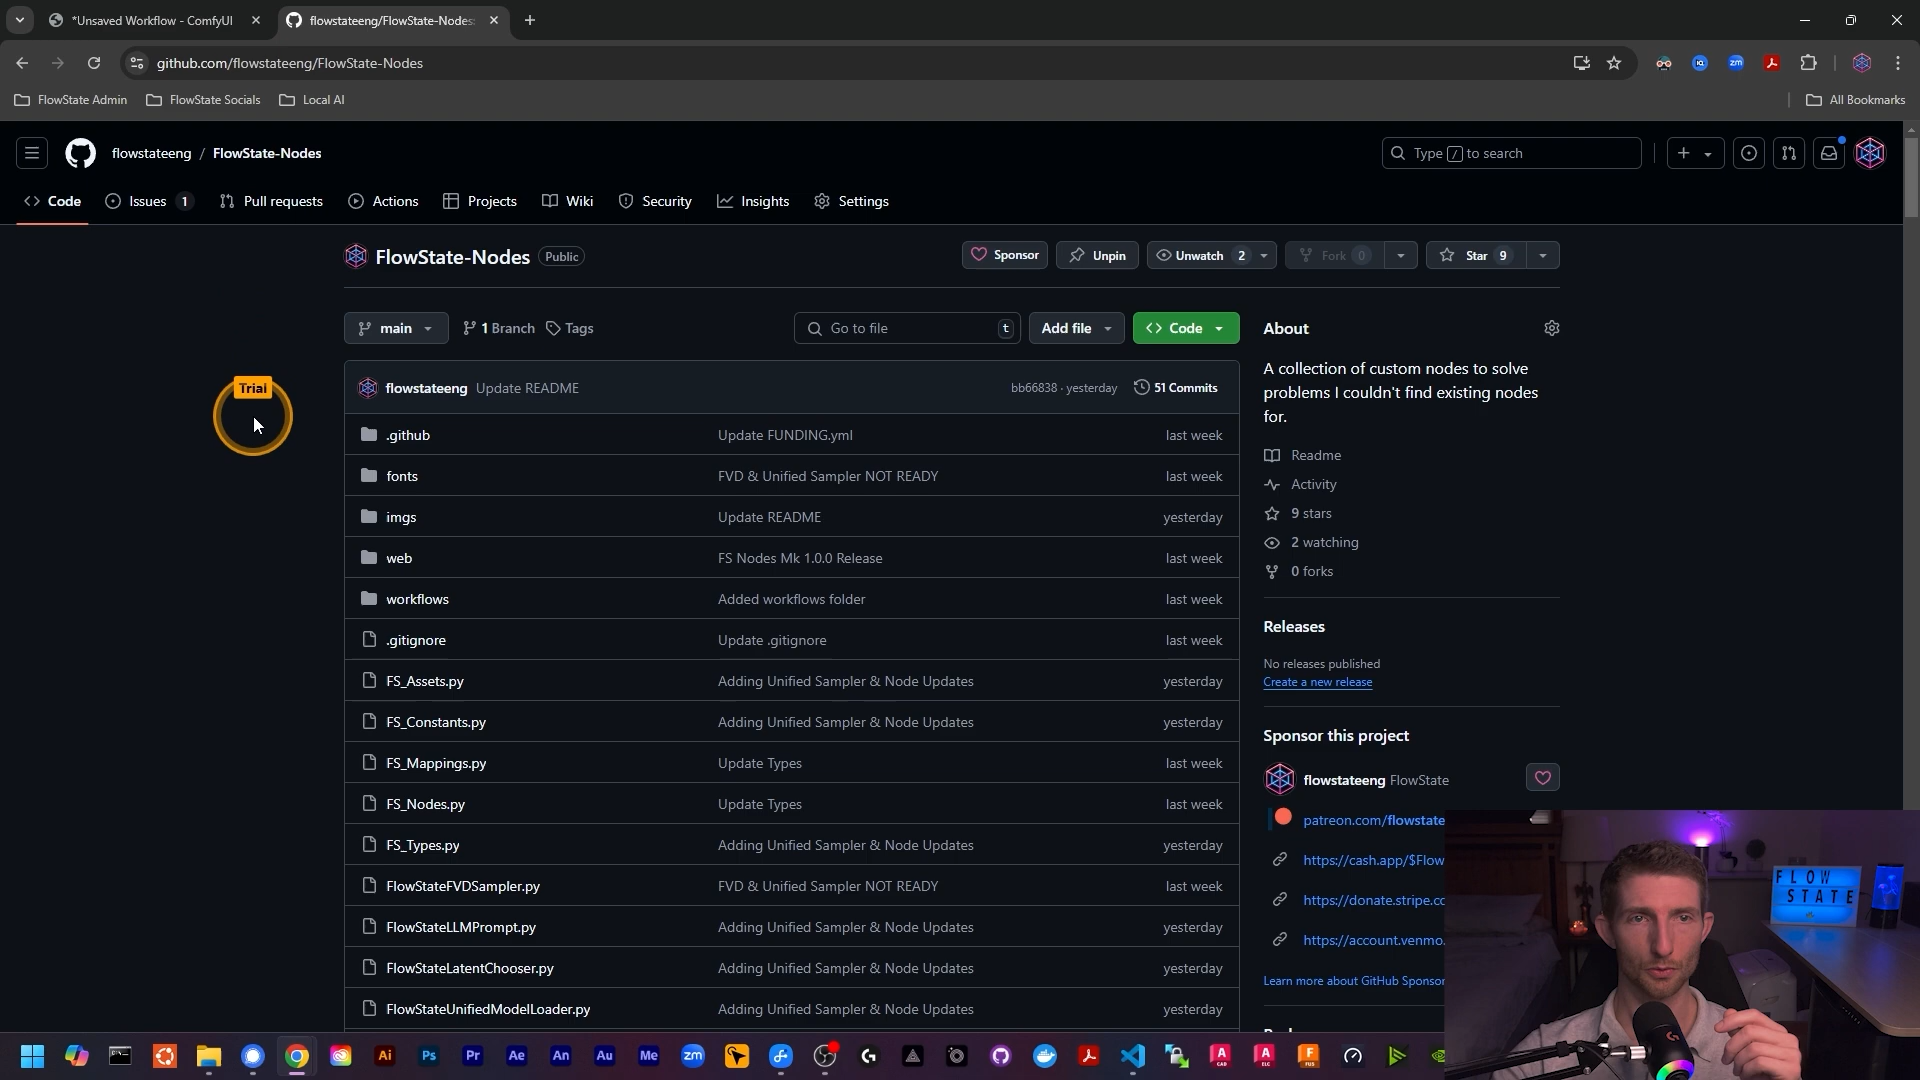 *Unsaved Workflow - ComfyUI
flowstateeng/FlowState-Nodes:
github.com/flowstateeng/FlowState-Nodes
FlowState Admin
FlowState Socials
Local AI
All Bookmarks
flowstateeng / FlowState-Nodes
Type / to search
Code
Issues 1
Pull requests
Actions
Projects
Wiki
Security
Insights
Settings
FlowState-Nodes Public
Sponsor
Unpin
Unwatch 2
Fork 0
Star 9
main
1 Branch
Tags
Go to file t
Add file
Code
flowstateeng Update README bb66838 · yesterday 51 Commits
.github Update FUNDING.yml last week
fonts FVD & Unified Sampler NOT READY last week
imgs Update README yesterday
web FS Nodes Mk 1.0.0 Release last week
workflows Added workflows folder last week
.gitignore Update .gitignore last week
FS_Assets.py Adding Unified Sampler & Node Updates yesterday
FS_Constants.py Adding Unified Sampler & Node Updates yesterday
FS_Mappings.py Update Types last week
FS_Nodes.py Update Types last week
FS_Types.py Adding Unified Sampler & Node Updates yesterday
FlowStateFVDSampler.py FVD & Unified Sampler NOT READY last week
FlowStateLLMPrompt.py Adding Unified Sampler & Node Updates yesterday
FlowStateLatentChooser.py Adding Unified Sampler & Node Updates yesterday
FlowStateUnifiedModelLoader.py Adding Unified Sampler & Node Updates yesterday
Trial
About
A collection of custom nodes to solve
problems I couldn't find existing nodes
for.
Readme
Activity
9 stars
2 watching
0 forks
Releases
No releases published
Create a new release
Sponsor this project
flowstateeng FlowState
patreon.com/flowstate
https://cash.app/$Flow
https://donate.stripe.co
https://account.venmo.
Learn more about GitHub Sponsor
FLOW
STATE
Ai
Ps
Pr
Ae
An
Au
Me
zm